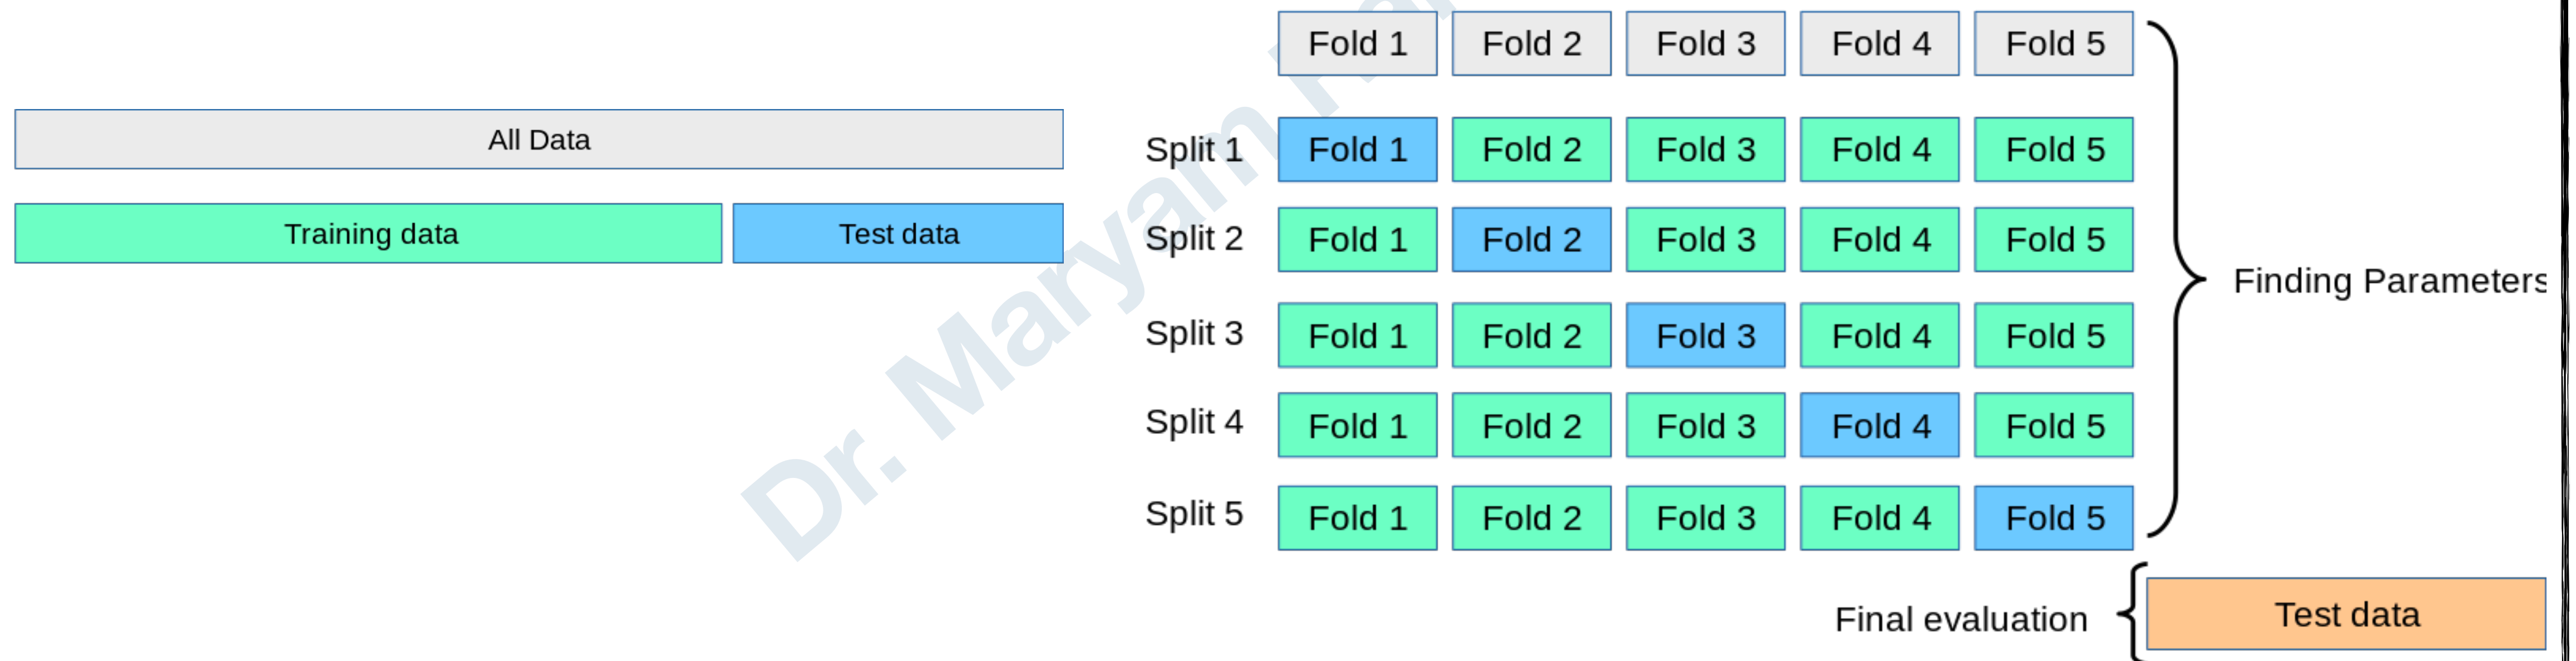 All Data
Training data Test data
Fold 1 Fold 2 Fold 3 Fold 4 Fold 5
Split 1 Fold 1 Fold 2 Fold 3 Fold 4 Fold 5
Split 2 Fold 1 Fold 2 Fold 3 Fold 4 Fold 5
Split 3 Fold 1 Fold 2 Fold 3 Fold 4 Fold 5
Split 4 Fold 1 Fold 2 Fold 3 Fold 4 Fold 5
Split 5 Fold 1 Fold 2 Fold 3 Fold 4 Fold 5
Finding Parameters
Final evaluation Test data
Dr. Maryam